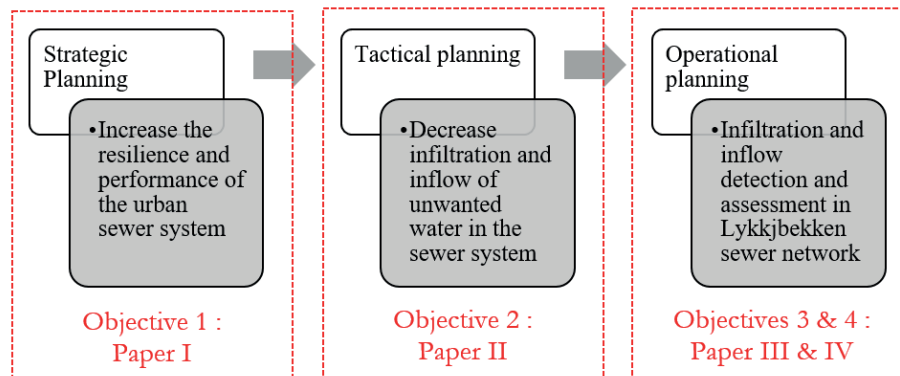 Strategic
Planning
•Increase the
resilience and
performance of
the urban
sewer system
Objective 1 :
Paper I
Tactical planning
•Decrease
infiltration and
inflow of
unwanted
water in the
sewer system
Objective 2 :
Paper II
Operational
planning
•Infiltration and
inflow
detection and
assessment in
Lykkjbekken
sewer network
Objectives 3 & 4 :
Paper III & IV